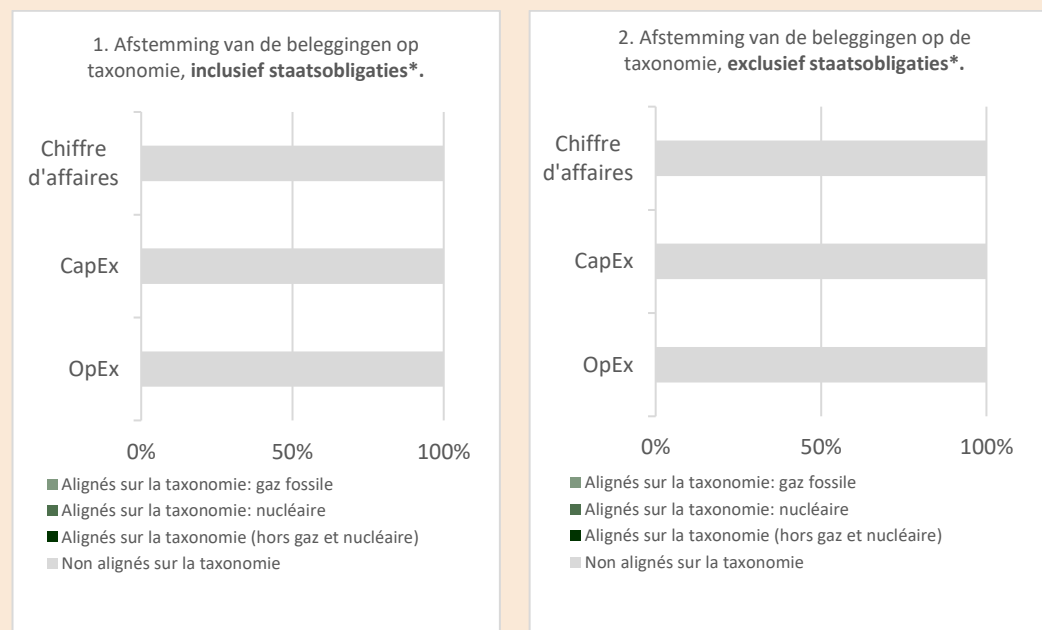 1. Afstemming van de beleggingen op
taxonomie, inclusief staatsobligaties*.
Chiffre
d'affaires
CapEx
OpEx
0% 50% 100%
Alignés sur la taxonomie: gaz fossile
Alignés sur la taxonomie: nucléaire
Alignés sur la taxonomie (hors gaz et nucléaire)
Non alignés sur la taxonomie
2. Afstemming van de beleggingen op de
taxonomie, exclusief staatsobligaties*.
Chiffre
d'affaires
CapEx
OpEx
0% 50% 100%
Alignés sur la taxonomie: gaz fossile
Alignés sur la taxonomie: nucléaire
Alignés sur la taxonomie (hors gaz et nucléaire)
Non alignés sur la taxonomie